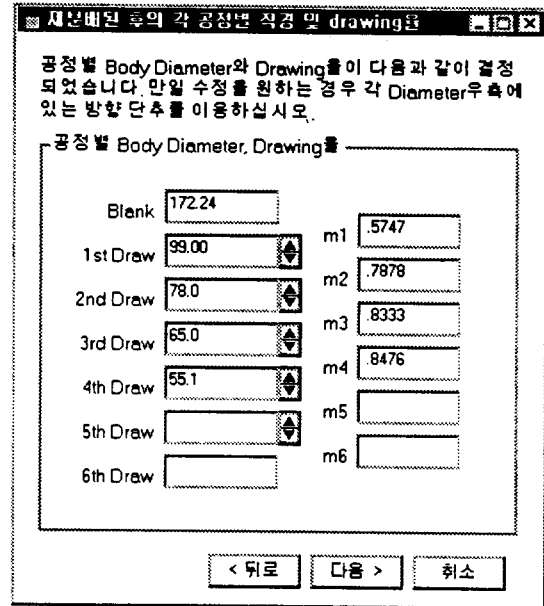 재분배된 후의 각 공정변 직경 및 drawing율
공정별 Body Diameter와 Drawing율이 다음과 같이 결정
되었습니다. 만일 수정을 원하는 경우 각 Diameter우측에
있는 방향 단추를 이용하십시오.
공정별 Body Diameter, Drawing율
Blank 172.24
1st Draw 99.00
m1 .5747
2nd Draw 78.0
m2 .7878
3rd Draw 65.0
m3 .8333
4th Draw 55.1
m4 .8476
5th Draw
m5
6th Draw
m6
< 뒤로
다음 >
취소